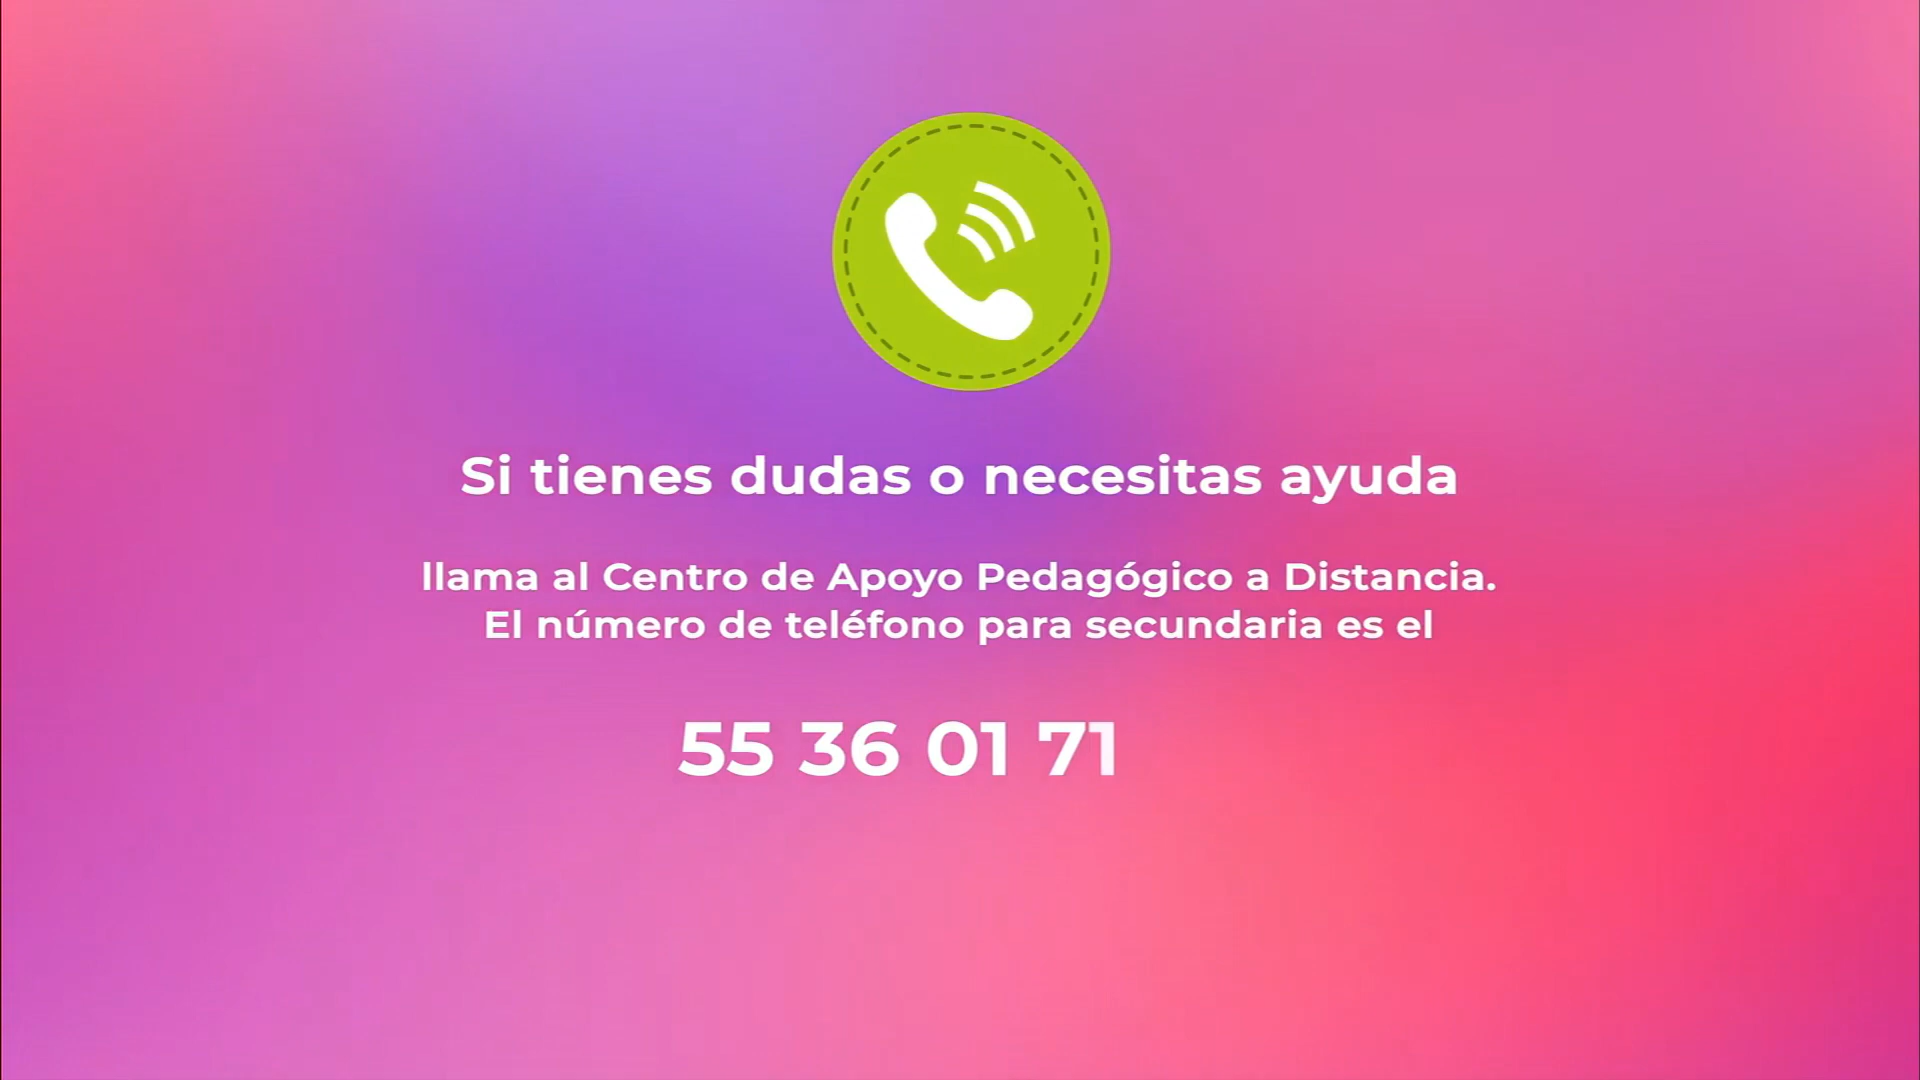 Si tienes dudas o necesitas ayuda
llama al Centro de Apoyo Pedagógico a Distancia.
El número de teléfono para secundaria es el
55 36 01 71